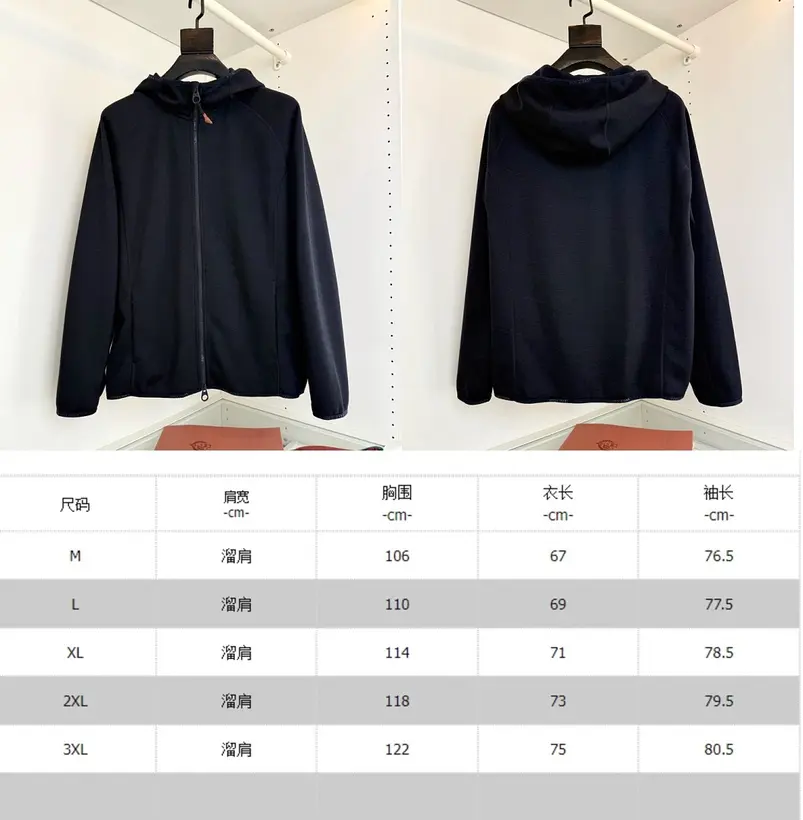 尺码 肩宽 胸围 衣长 袖长
-cm- -cm- -cm- -cm-
M 溜肩 106 67 76.5
L 溜肩 110 69 77.5
XL 溜肩 114 71 78.5
2XL 溜肩 118 73 79.5
3XL 溜肩 122 75 80.5